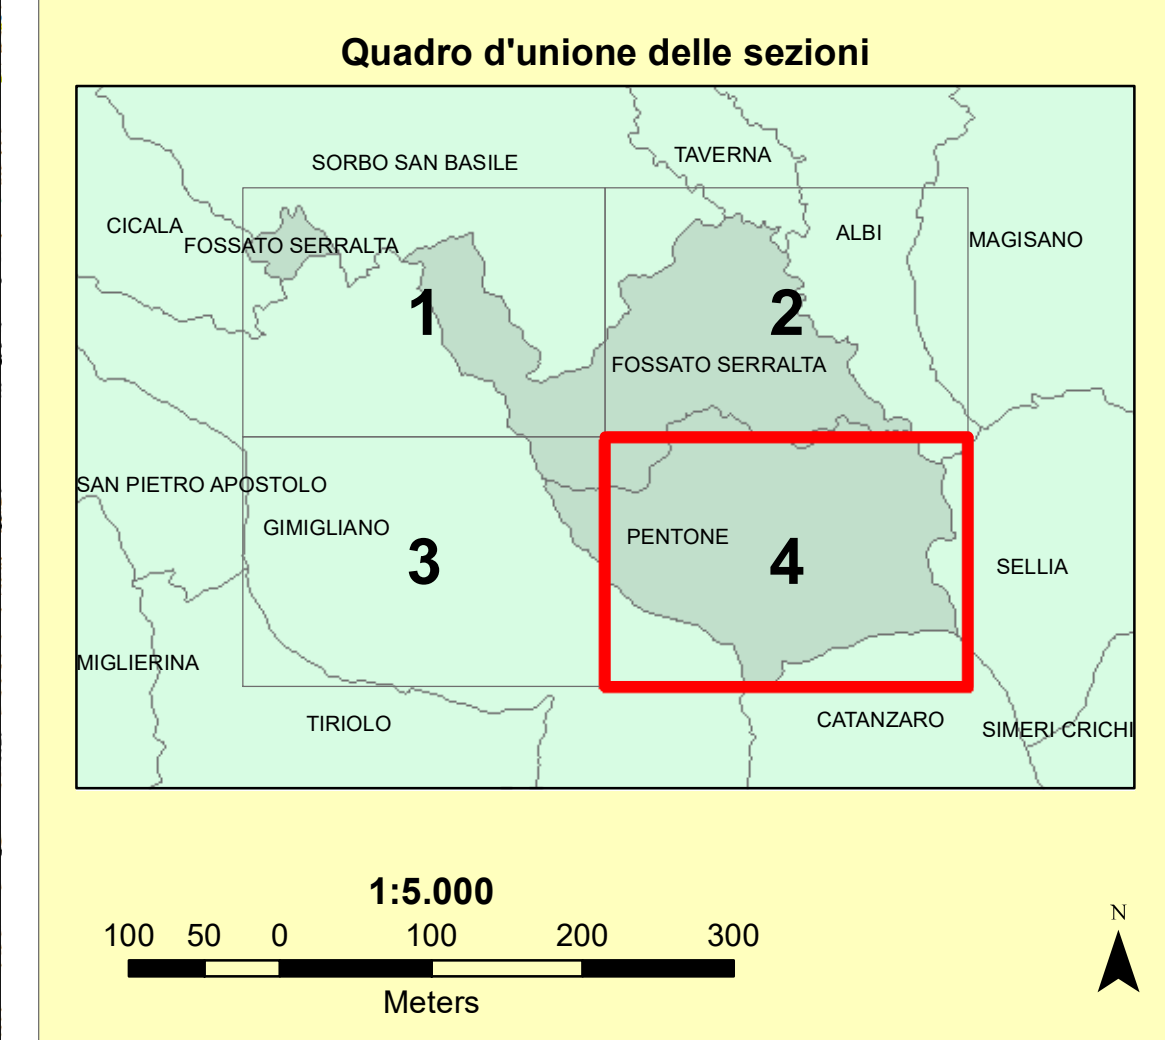 Quadro d'unione delle sezioni
SORBO SAN BASILE
TAVERNA
CICALA
FOSSATO SERRALTA
ALBI
MAGISANO
1
2
FOSSATO SERRALTA
SAN PIETRO APOSTOLO
GIMIGLIANO
3
PENTONE
4
SELLIA
MIGLIERINA
TIRIOLO
CATANZARO
SIMERI CRICHI
1:5.000
100 50 0 100 200 300
Meters
N